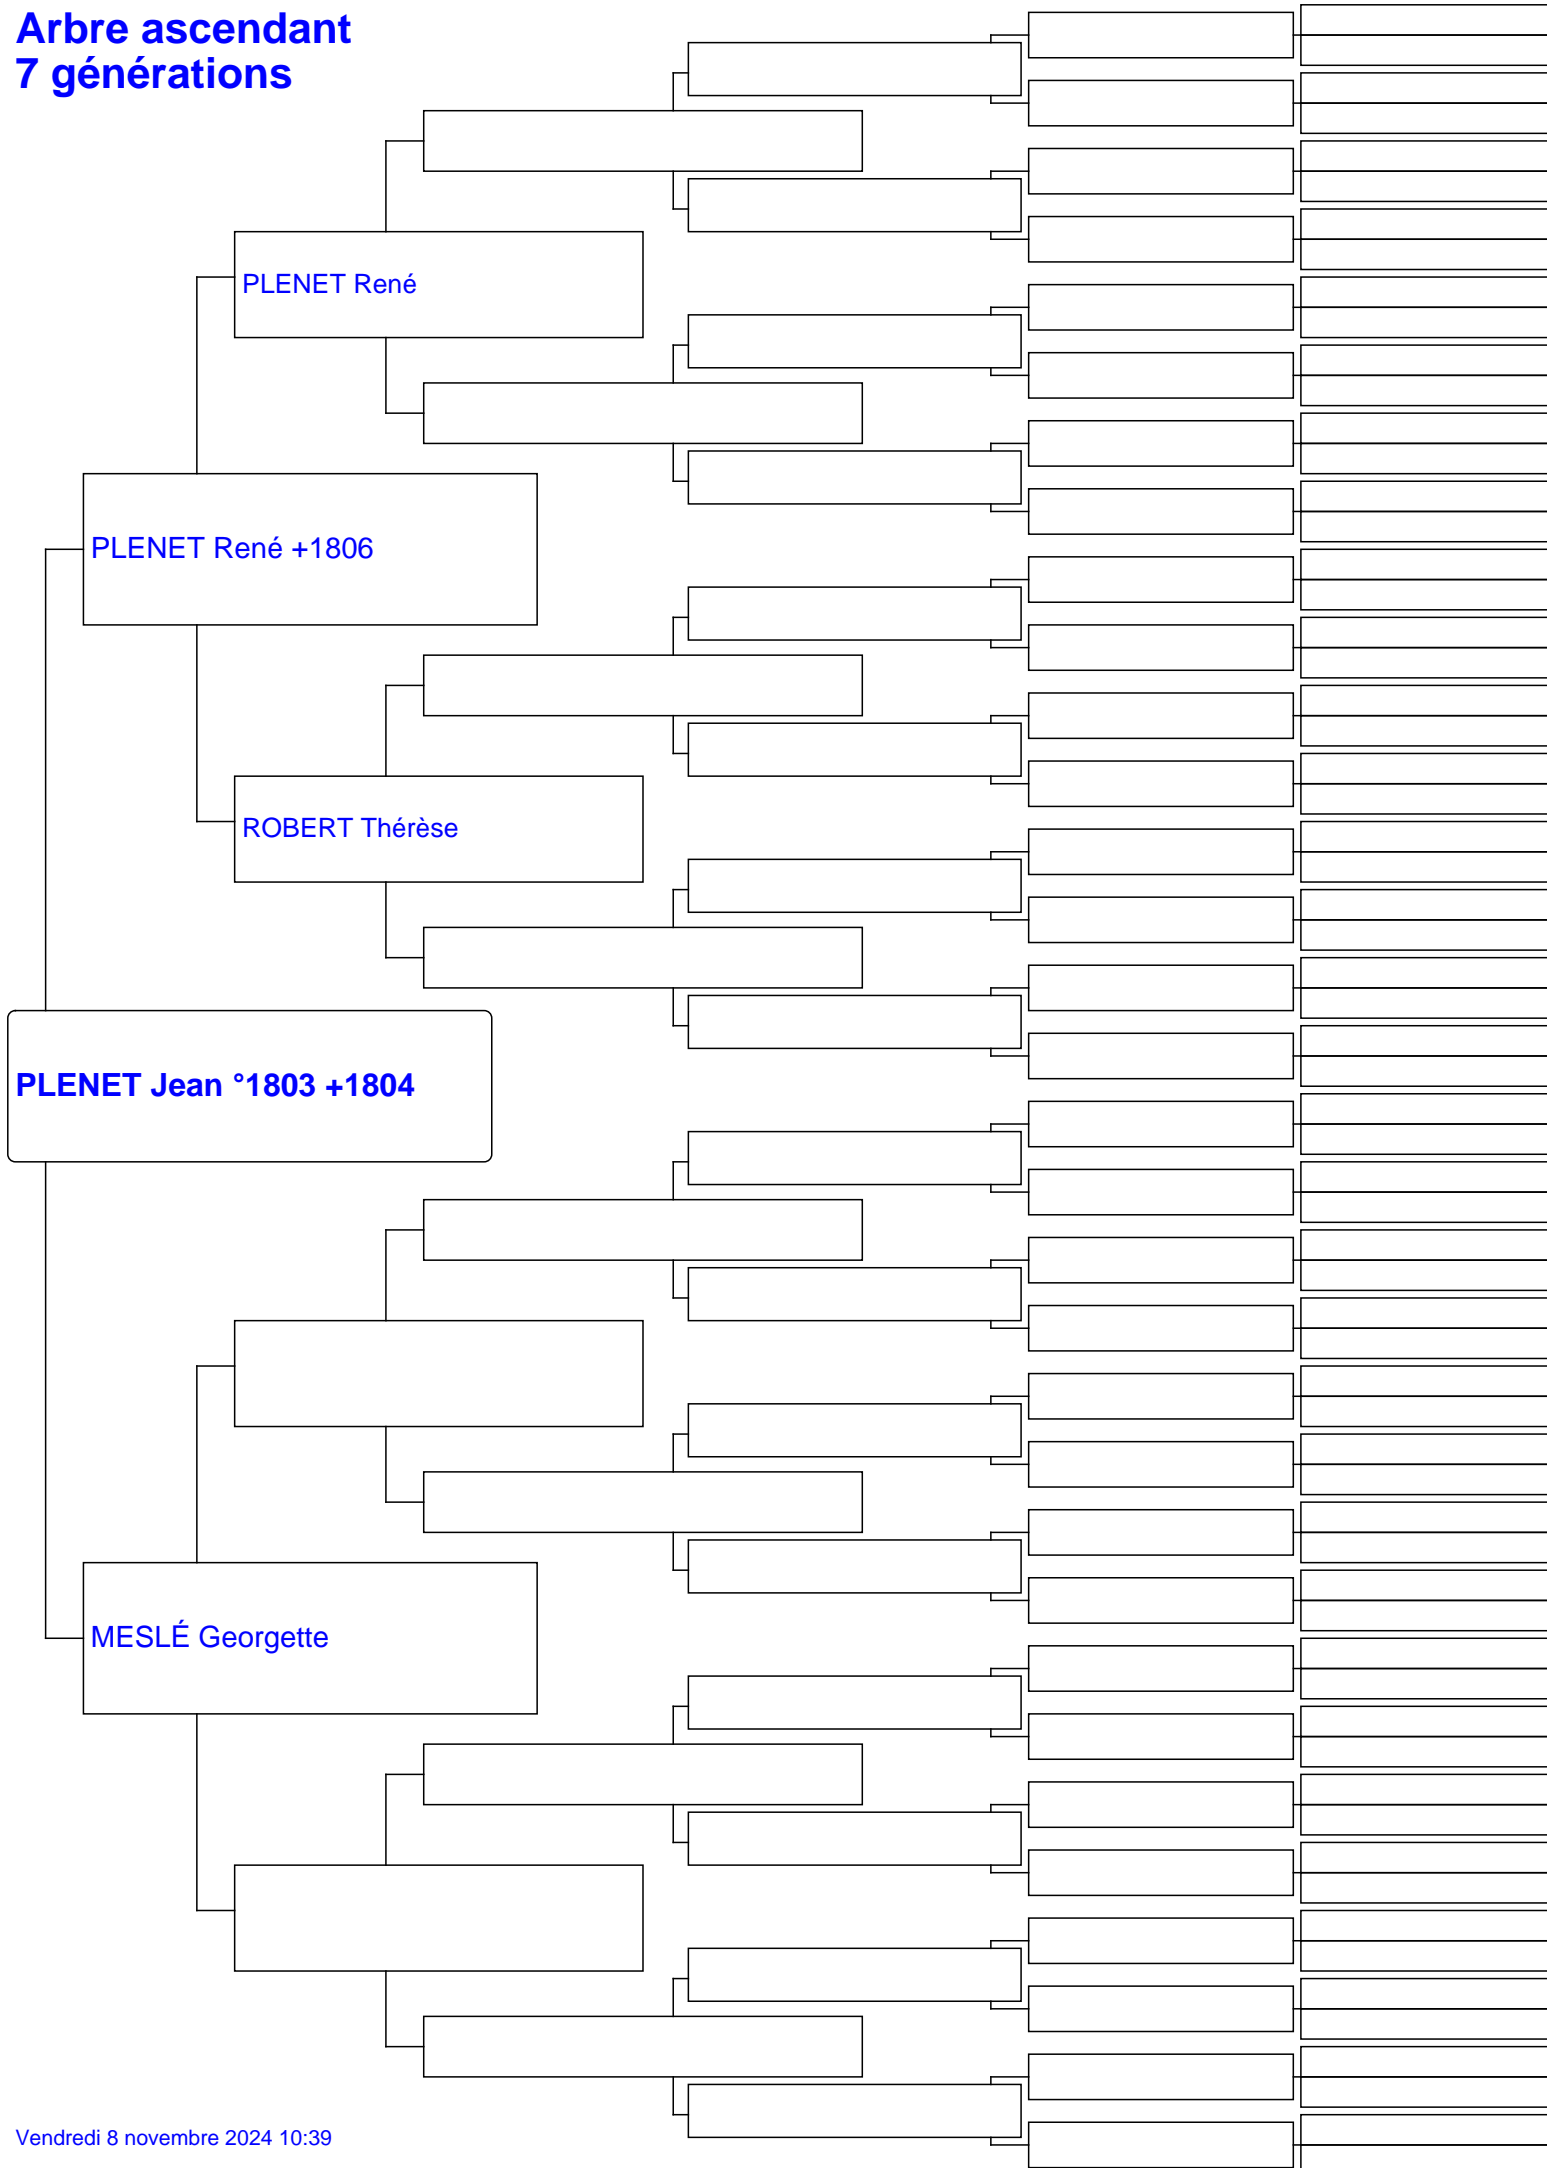 Arbre ascendant
7 générations
PLENET René
PLENET René +1806
ROBERT Thérèse
PLENET Jean °1803 +1804
MESLÉ Georgette
Vendredi 8 novembre 2024 10:39